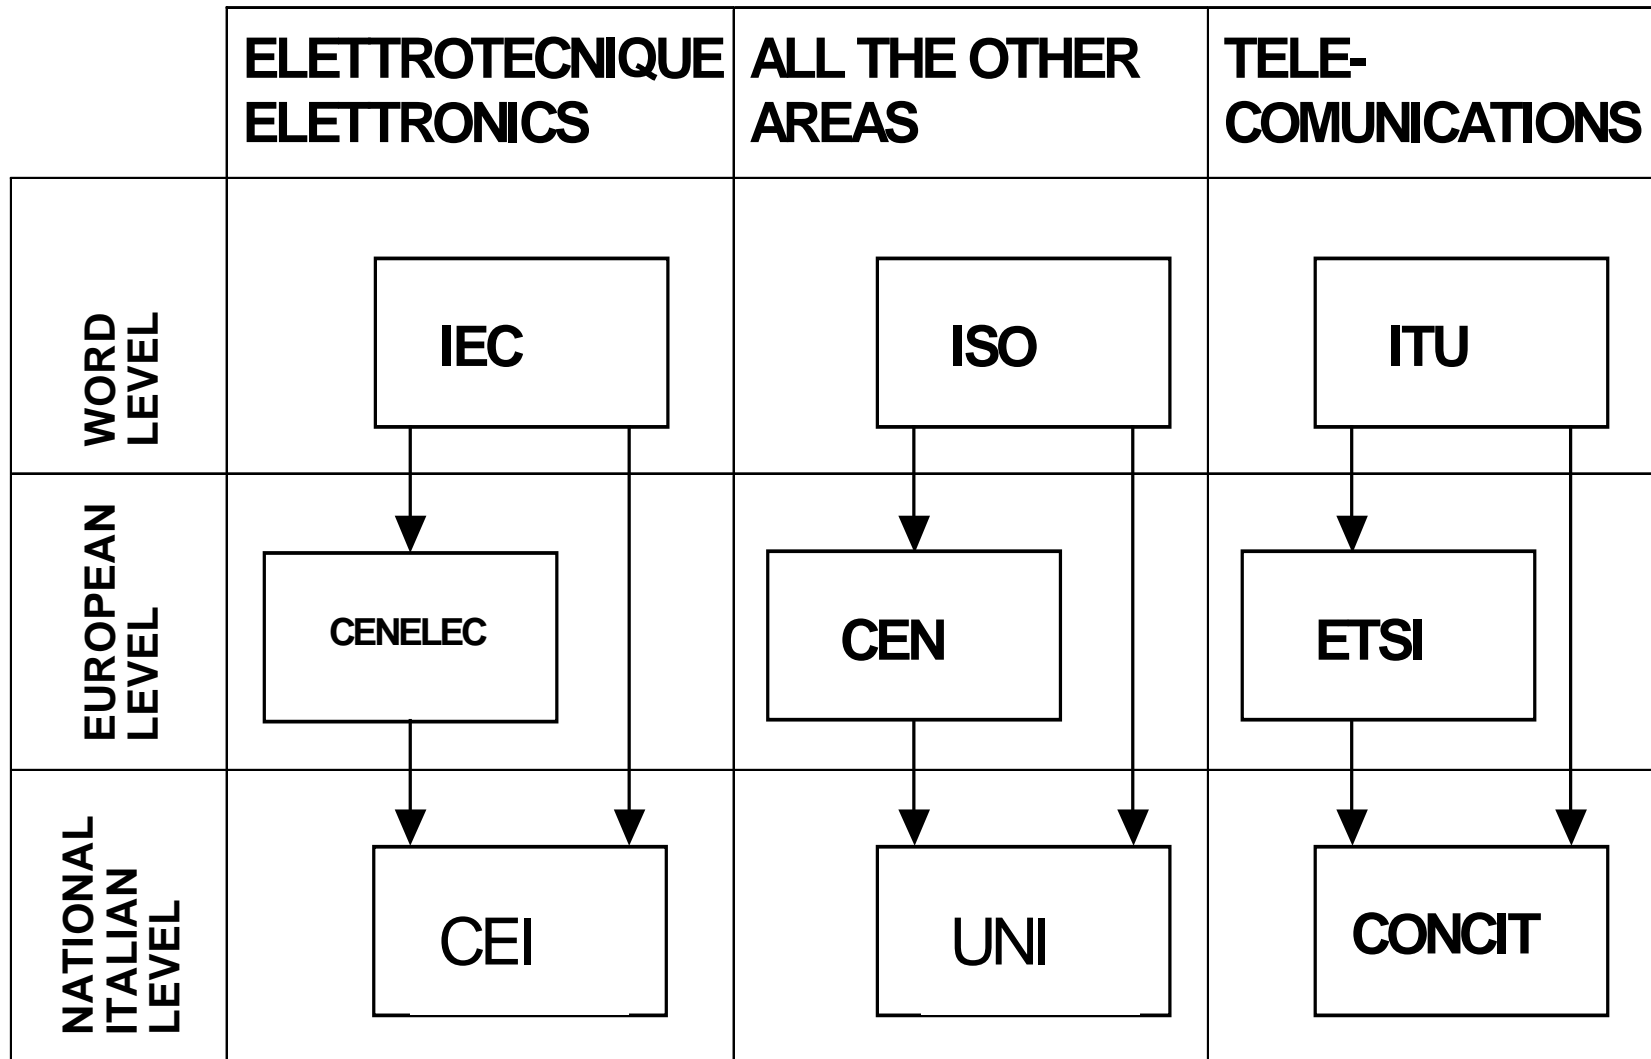 ELETTROTECNIQUE
ELETTRONICS
ALL THE OTHER
AREAS
TELE-
COMUNICATIONS
WORD
LEVEL
IEC
ISO
ITU
EUROPEAN
LEVEL
CENELEC
CEN
ETSI
NATIONAL
ITALIAN
LEVEL
CEI
UNI
CONCIT